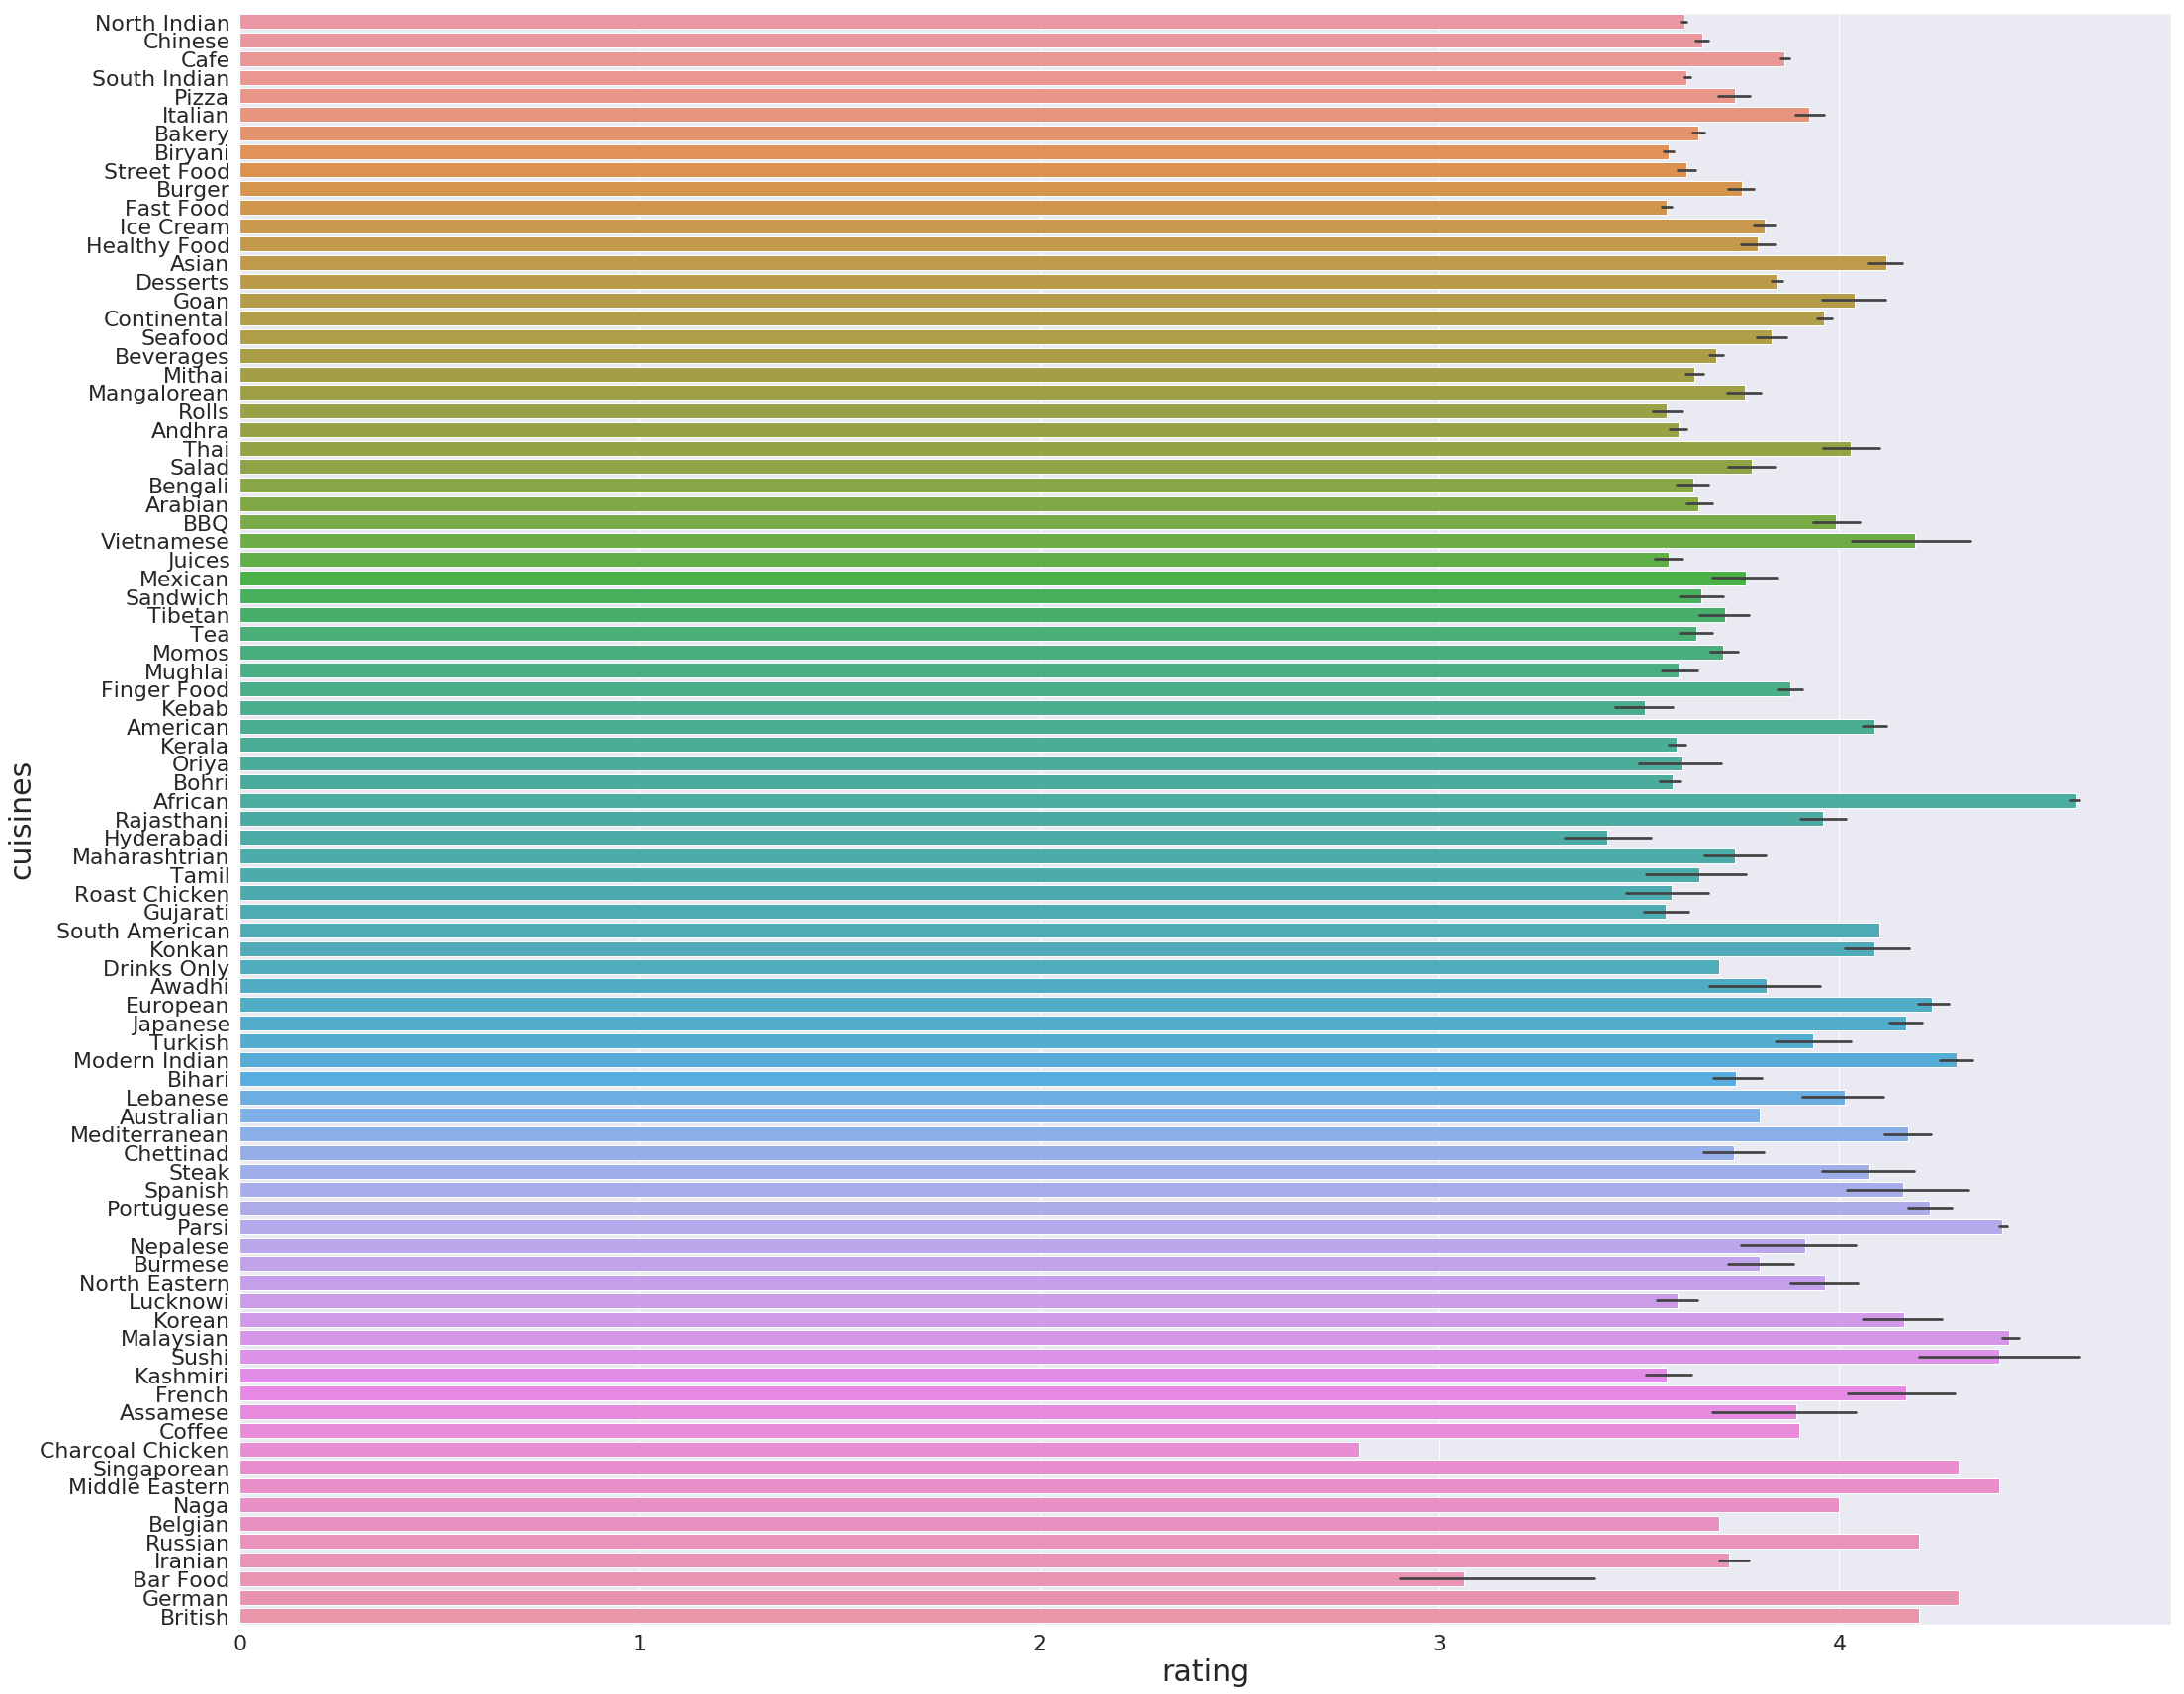 North Indian
Chinese
Cafe
South Indian
Pizza
Italian
Bakery
Biryani
Street Food
Burger
Fast Food
Ice Cream
Healthy Food
Asian
Desserts
Goan
Continental
Seafood
Beverages
Mithai
Mangalorean
Rolls
Andhra
Thai
Salad
Bengali
Arabian
BBQ
Vietnamese
Juices
Mexican
Sandwich
Tibetan
Tea
Momos
Mughlai
Finger Food
Kebab
American
Kerala
Oriya
Bohri
African
Rajasthani
Hyderabadi
Maharashtrian
Tamil
Roast Chicken
Gujarati
South American
Konkan
Drinks Only
Awadhi
European
Japanese
Turkish
Modern Indian
Bihari
Lebanese
Australian
Mediterranean
Chettinad
Steak
Spanish
Portuguese
Parsi
Nepalese
Burmese
North Eastern
Lucknowi
Korean
Malaysian
Sushi
Kashmiri
French
Assamese
Coffee
Charcoal Chicken
Singaporean
Middle Eastern
Naga
Belgian
Russian
Iranian
Bar Food
German
British
cuisines
0 1 2 3 4
rating